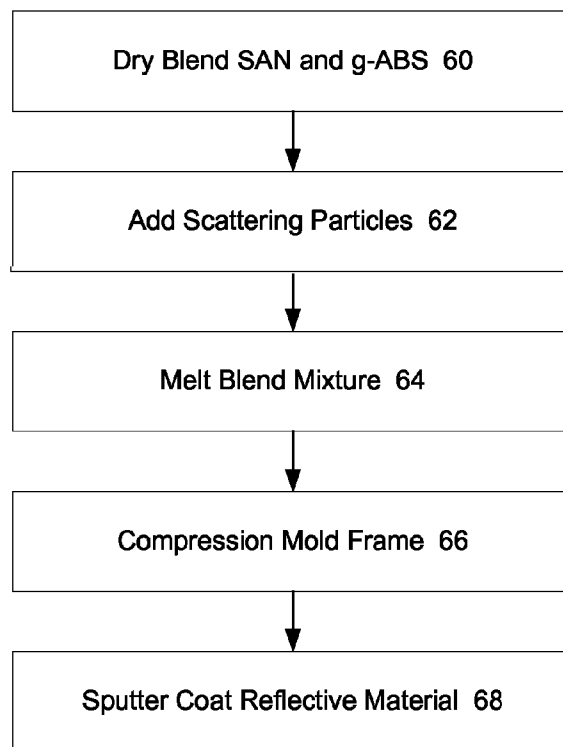 Dry Blend SAN and g-ABS 60
Add Scattering Particles 62
Melt Blend Mixture 64
Compression Mold Frame 66
Sputter Coat Reflective Material 68